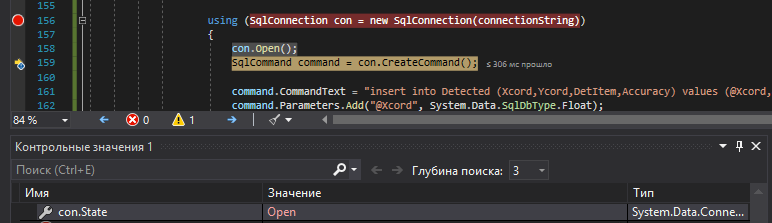 155
156 using (SqlConnection con = new SqlConnection(connectionString))
157 {
158 con.Open();
159 SqlCommand command = con.CreateCommand(); ≤ 306 мс прошло
160
161 command.CommandText = "insert into Detected (Xcord,Ycord,DetItem,Accuracy) values (@Xcord,
162 command.Parameters.Add("@Xcord", System.Data.SqlDbType.Float);
84 % 0 1
Контрольные значения 1
Поиск (Ctrl+E) Глубина поиска: 3
Имя Значение Тип
con.State Open System.Data.Conne...